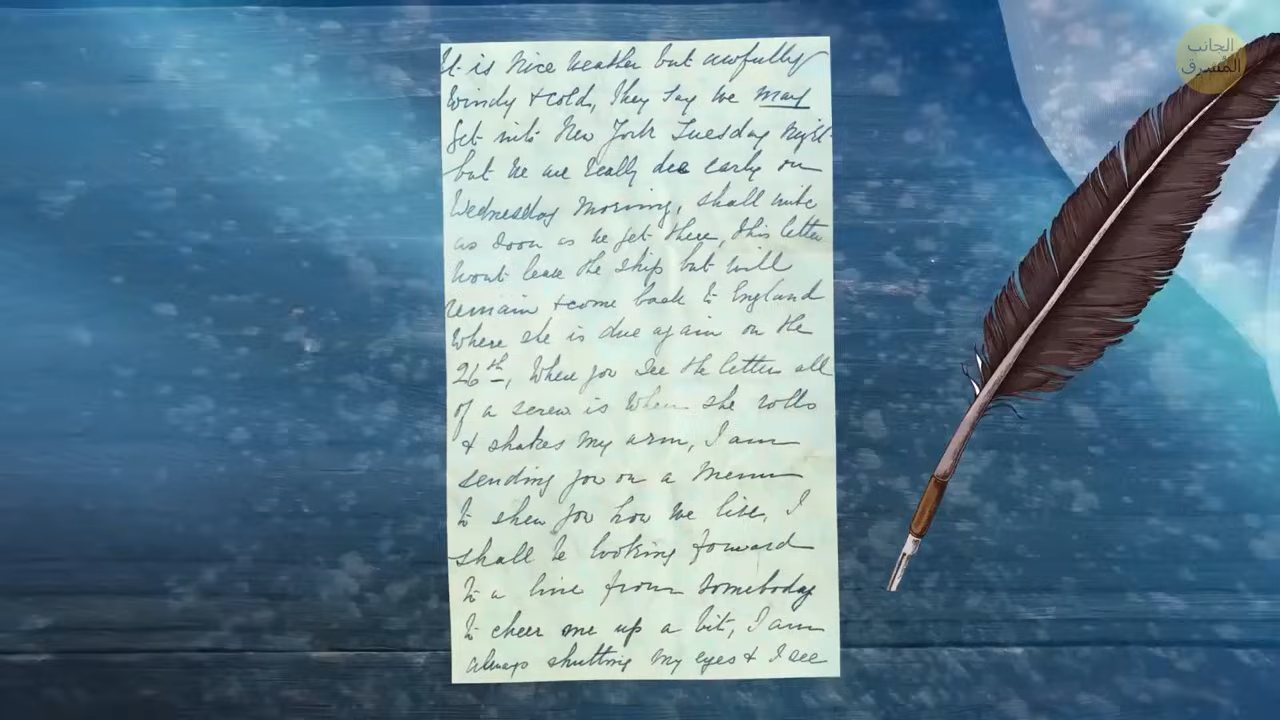 الجانب
المُشرق
It is nice weather but awfully
windy & cold, they say we may
get into New York Tuesday night
but we are really due early on
Wednesday morning, shall write
as soon as we get there, this letter
wont leave the ship but will
remain & come back to England
where she is due again on the
26th, Where you see the letter all
of a screw is when she rolls
& shakes my arm, I am
sending you on a menu
to shew you how we live, I
shall be looking forward
to a line from somebody
to cheer me up a bit, I am
always shutting my eyes & I see